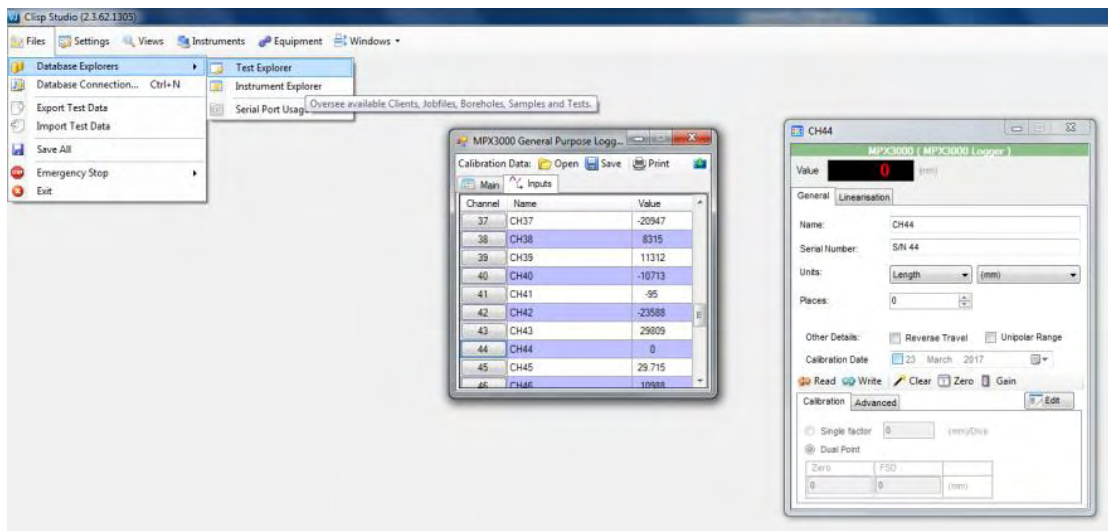 Clisp Studio (2.3.62.1305)
Files Settings Views Instruments Equipment Windows
Database Explorers
Database Connection... Ctrl+N
Export Test Data
Import Test Data
Save All
Emergency Stop
Exit
Test Explorer
Instrument Explorer
Serial Port Usag
Oversee available Clients, Jobfiles, Boreholes, Samples and Tests.
MPX3000 General Purpose Logg...
Calibration Data: Open Save Print
Main Inputs
Channel Name Value
37 CH37 -20947
38 CH38 8315
39 CH39 11312
40 CH40 -10713
41 CH41 -95
42 CH42 -23588
43 CH43 29809
44 CH44 0
45 CH45 29.715
46 CH46 10988
CH44
MPX3000 ( MPX3000 Logger )
Value 0 (mm)
General Linearisation
Name: CH44
Serial Number: S/N 44
Units: Length (mm)
Places: 0
Other Details: Reverse Travel Unipolar Range
Calibration Date 23 March 2017
Read Write Clear Zero Gain
Calibration Advanced Edit
Single factor 0 (mm)/Divs
Dual Point
Zero FSD
0 0 (mm)